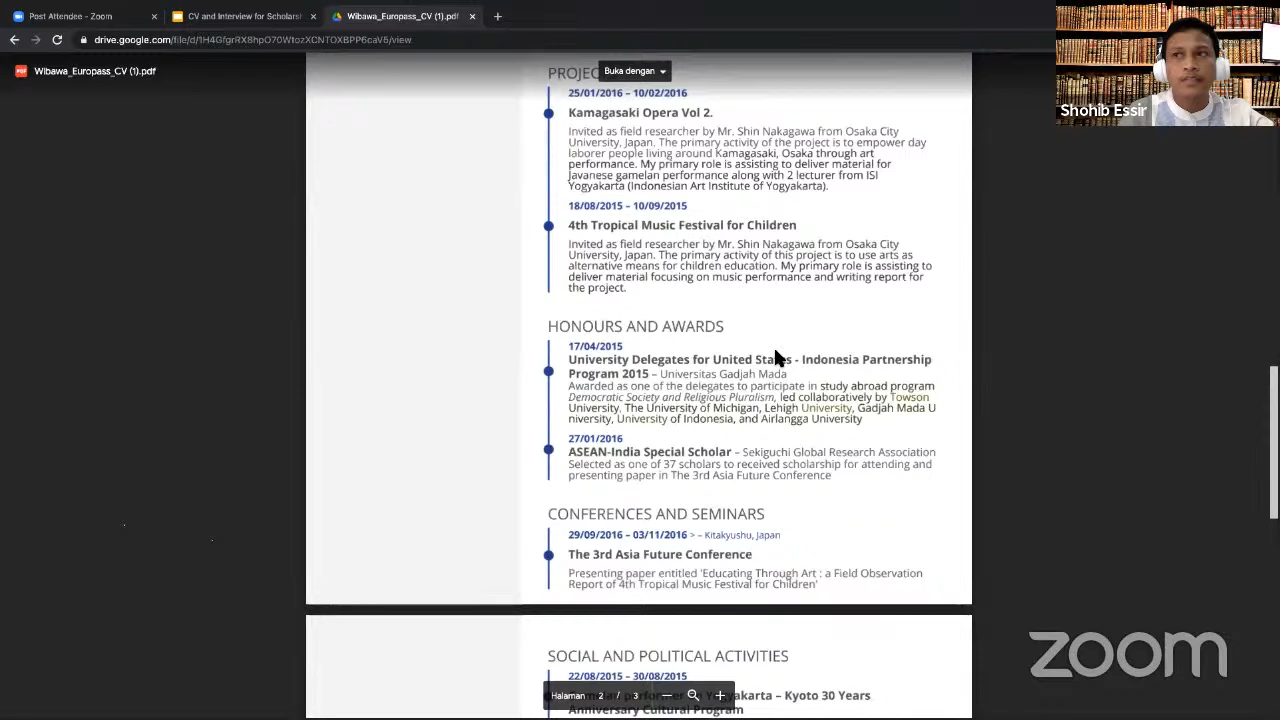 Post Attendee - Zoom
CV and Interview for Scholarsh
Wibawa_Europass_CV (1).pdf
drive.google.com/file/d/1H4GfgrRX8hpO70WtozXCNTOXBPP6caV6/view
Wibawa_Europass_CV (1).pdf
Buka dengan
Shohib Essir
PROJEC
25/01/2016 – 10/02/2016
Kamagasaki Opera Vol 2.
Invited as field researcher by Mr. Shin Nakagawa from Osaka City
University, Japan. The primary activity of the project is to empower day
laborer people living around Kamagasaki, Osaka through art
performance. My primary role is assisting to deliver material for
Javanese gamelan performance along with 2 lecturer from ISI
Yogyakarta (Indonesian Art Institute of Yogyakarta).
18/08/2015 – 10/09/2015
4th Tropical Music Festival for Children
Invited as field researcher by Mr. Shin Nakagawa from Osaka City
University, Japan. The primary activity of this project is to use arts as
alternative means for children education. My primary role is assisting to
deliver material focusing on music performance and writing report for
the project.
HONOURS AND AWARDS
17/04/2015
University Delegates for United States - Indonesia Partnership
Program 2015 – Universitas Gadjah Mada
Awarded as one of the delegates to participate in study abroad program
Democratic Society and Religious Pluralism, led collaboratively by Towson
University, The University of Michigan, Lehigh University, Gadjah Mada U
niversity, University of Indonesia, and Airlangga University
27/01/2016
ASEAN-India Special Scholar – Sekiguchi Global Research Association
Selected as one of 37 scholars to received scholarship for attending and
presenting paper in The 3rd Asia Future Conference
CONFERENCES AND SEMINARS
29/09/2016 – 03/11/2016 > – Kitakyushu, Japan
The 3rd Asia Future Conference
Presenting paper entitled 'Educating Through Art : a Field Observation
Report of 4th Tropical Music Festival for Children'
SOCIAL AND POLITICAL ACTIVITIES
22/08/2015 – 30/08/2015
yakarta – Kyoto 30 Years
Anniversary Cultural Program
Halaman 2 / 3
zoom